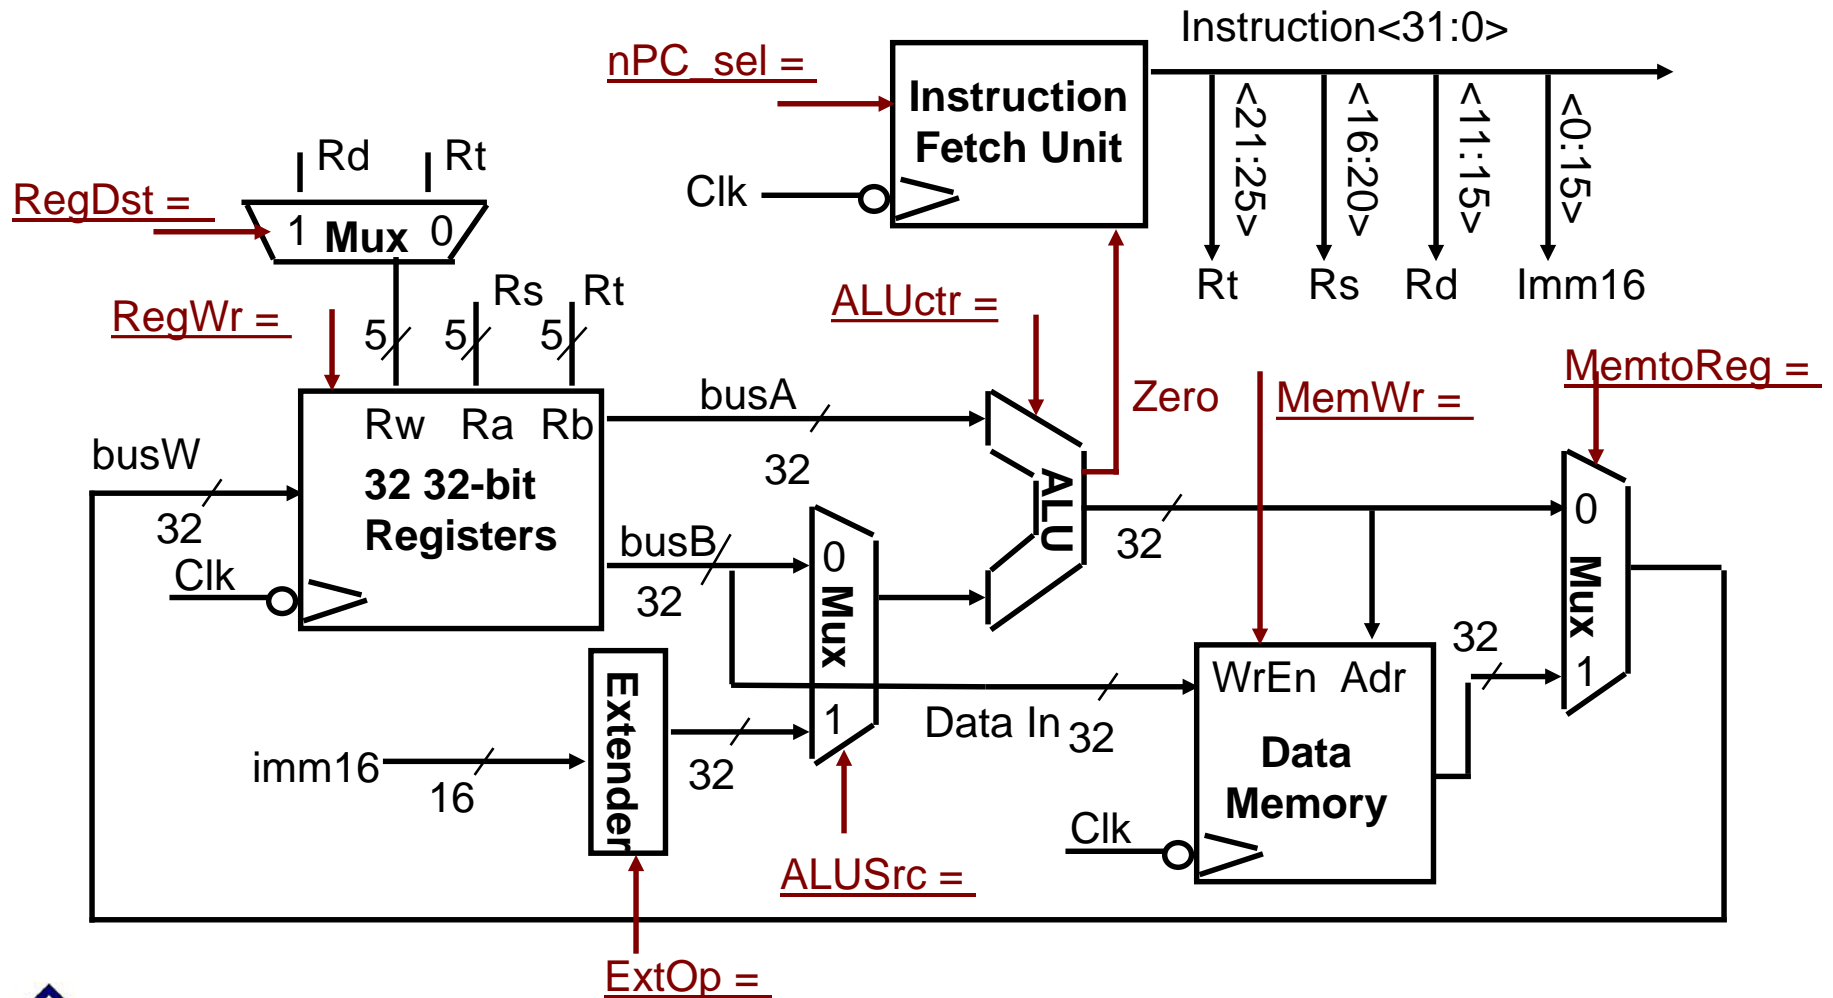 Instruction<31:0>
nPC_sel =
Instruction
Fetch Unit
Clk
<21:25>
<16:20>
<11:15>
<0:15>
Rt
Rs
Rd
Imm16
Rd
Rt
RegDst =
1
Mux
0
RegWr =
5
5
Rs
5
Rt
ALUctr =
MemtoReg =
busW
32
Rw
Ra
Rb
32 32-bit
Registers
Clk
busA
32
busB
32
0
Mux
1
ALU
Zero
32
MemWr =
0
Mux
1
32
WrEn
Adr
Data In
32
Data
Memory
Clk
imm16
16
Extender
32
ALUSrc =
ExtOp =